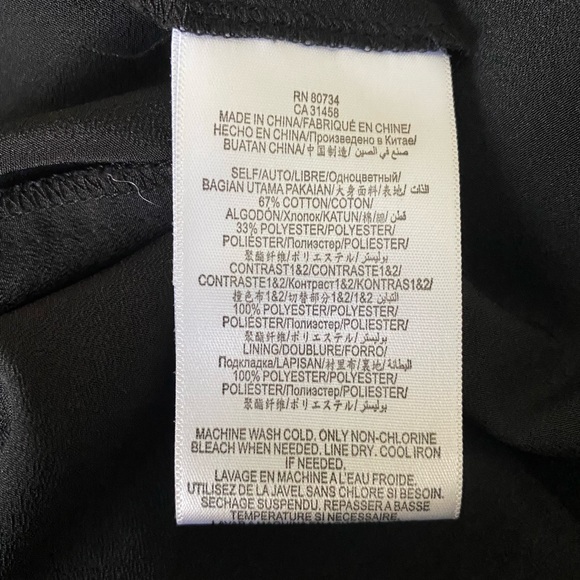 RN 80734
CA 31458
MADE IN CHINA/FABRIQUÉ EN CHINE/
HECHO EN CHINA/Произведено в Китае/
BUATAN CHINA/中国制造/ صنع في الصين
SELF/AUTO/LIBRE/Одноцветный/
BAGIAN UTAMA PAKAIAN/大身面料/表地/ الذات
67% COTTON/COTON/
ALGODÓN/Хлопок/KATUN/棉/綿/ قطن
33% POLYESTER/POLYESTER/
POLIÉSTER/Полиэстер/POLIESTER/
聚酯纤维/ポリエステル/ بوليستر
CONTRAST1&2/CONTRASTE1&2/
CONTRASTE1&2/Контраст1&2/KONTRAS1&2/
撞色布1&2/切替部分1&2/1&2 التباين
100% POLYESTER/POLYESTER/
POLIÉSTER/Полиэстер/POLIESTER/
聚酯纤维/ポリエステル/ بوليستر
LINING/DOUBLURE/FORRO/
Подкладка/LAPISAN/村里布/裏地/ البطانة
100% POLYESTER/POLYESTER/
POLIÉSTER/Полиэстер/POLIESTER/
聚酯纤维/ポリエステル/ بوليستر
MACHINE WASH COLD. ONLY NON-CHLORINE
BLEACH WHEN NEEDED. LINE DRY. COOL IRON
IF NEEDED.
LAVAGE EN MACHINE A L'EAU FROIDE.
UTILISEZ DE LA JAVEL SANS CHLORE SI BESOIN.
SECHAGE SUSPENDU. REPASSER A BASSE
TEMPERATURE SI NECESSAIRE.